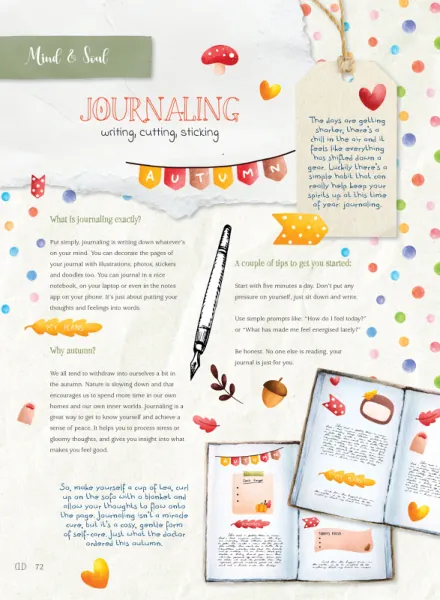 Mind & Soul
JOURNALING
writing, cutting, sticking
AUTUMN
The days are getting
shorter, there's a
chill in the air and it
feels like everything
has shifted down a
gear. Luckily there's a
simple habit that can
really help keep your
spirits up at this time
of year: journaling.
What is journaling exactly?
Put simply, journaling is writing down whatever's
on your mind. You can decorate the pages
of your journal with illustrations, photos, stickers
and doodles too. You can journal in a nice
notebook, on your laptop or even in the notes
app on your phone. It's just about putting your
thoughts and feelings into words.
MY PLANS
Why autumn?
We all tend to withdraw into ourselves a bit in
the autumn. Nature is slowing down and that
encourages us to spend more time in our own
homes and our own inner worlds. Journaling is a
great way to get to know yourself and achieve a
sense of peace. It helps you to process stress or
gloomy thoughts, and gives you insight into what
makes you feel good.
So, make yourself a cup of tea, curl
up on the sofa with a blanket and
allow your thoughts to flow onto
the page. Journaling isn't a miracle
cure, but it's a cosy, gentle form
of self-care. Just what the doctor
ordered this autumn.
A couple of tips to get you started:
Start with five minutes a day. Don't put any
pressure on yourself, just sit down and write.
Use simple prompts like: "How do I feel today?"
or "What has made me feel energised lately?"
Be honest. No one else is reading, your
journal is just for you.
AUTUMN
72